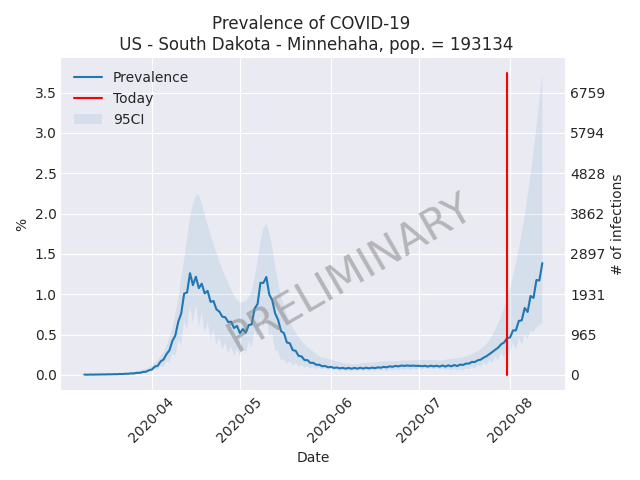 Prevalence of COVID-19
US - South Dakota - Minnehaha, pop. = 193134
Prevalence
Today
95CI
3.5
3.0
2.5
2.0
1.5
1.0
0.5
0.0
%
6759
5794
4828
3862
2897
1931
965
0
# of infections
PRELIMINARY
2020-04
2020-05
2020-06
2020-07
2020-08
Date